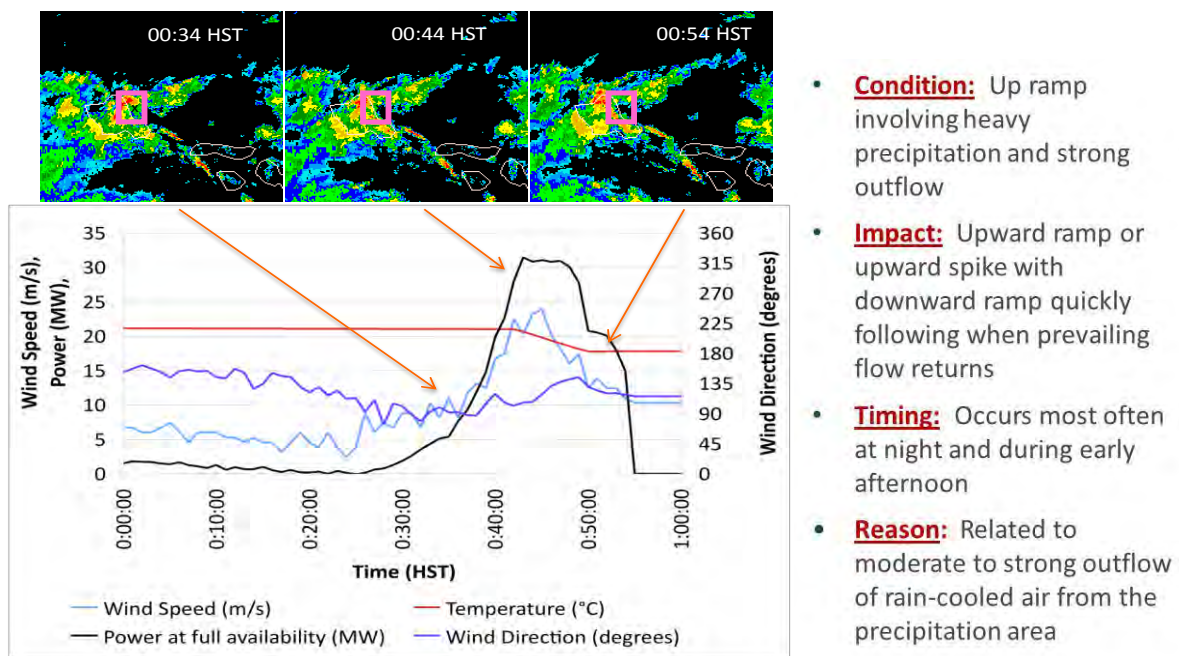 00:34 HST
00:44 HST
00:54 HST
35
30
25
20
15
10
5
0
Wind Speed (m/s),
Power (MW),
360
315
270
225
180
135
90
45
0
Wind Direction (degrees)
0:00:00
0:10:00
0:20:00
0:30:00
0:40:00
0:50:00
1:00:00
Time (HST)
Wind Speed (m/s)
Temperature (°C)
Power at full availability (MW)
Wind Direction (degrees)
• Condition: Up ramp
involving heavy
precipitation and strong
outflow
• Impact: Upward ramp or
upward spike with
downward ramp quickly
following when prevailing
flow returns
• Timing: Occurs most often
at night and during early
afternoon
• Reason: Related to
moderate to strong outflow
of rain-cooled air from the
precipitation area